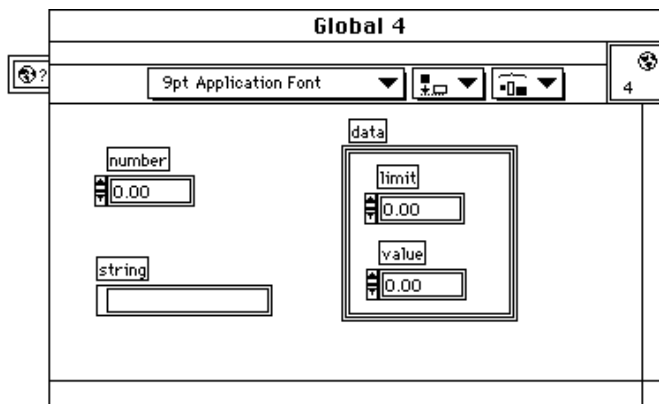 Global 4
?
9pt Application Font
4
number
0.00
string
data
limit
0.00
value
0.00